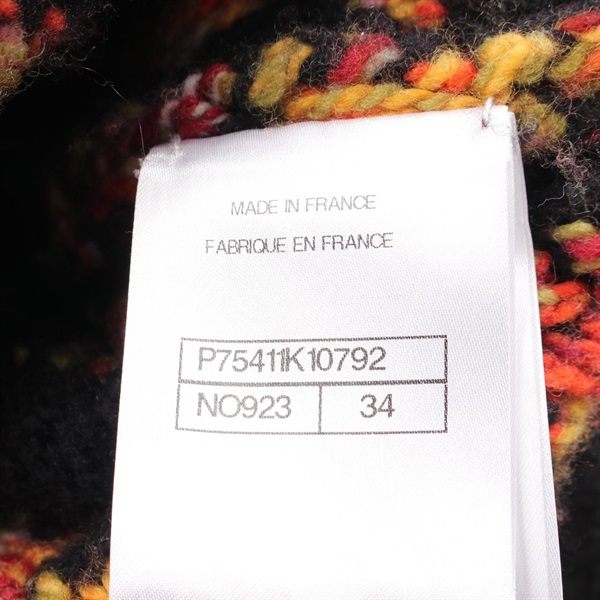 MADE IN FRANCE
FABRIQUE EN FRANCE
P75411K10792
NO923 34